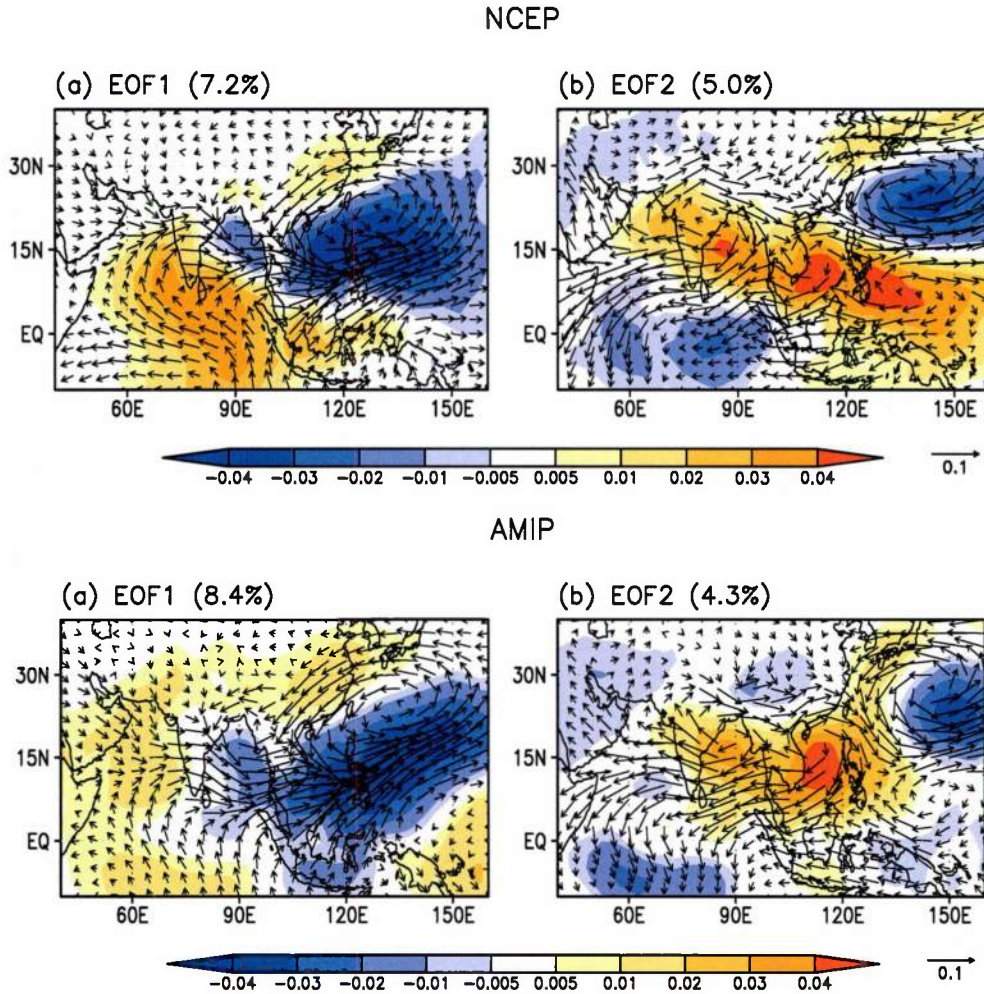 NCEP
(a) EOF1 (7.2%) (b) EOF2 (5.0%)
30N 30N
15N 15N
EQ EQ
60E 90E 120E 150E 60E 90E 120E 150E
-0.04 -0.03 -0.02 -0.01 -0.005 0.005 0.01 0.02 0.03 0.04 0.1
AMIP
(a) EOF1 (8.4%) (b) EOF2 (4.3%)
30N 30N
15N 15N
EQ EQ
60E 90E 120E 150E 60E 90E 120E 150E
-0.04 -0.03 -0.02 -0.01 -0.005 0.005 0.01 0.02 0.03 0.04 0.1